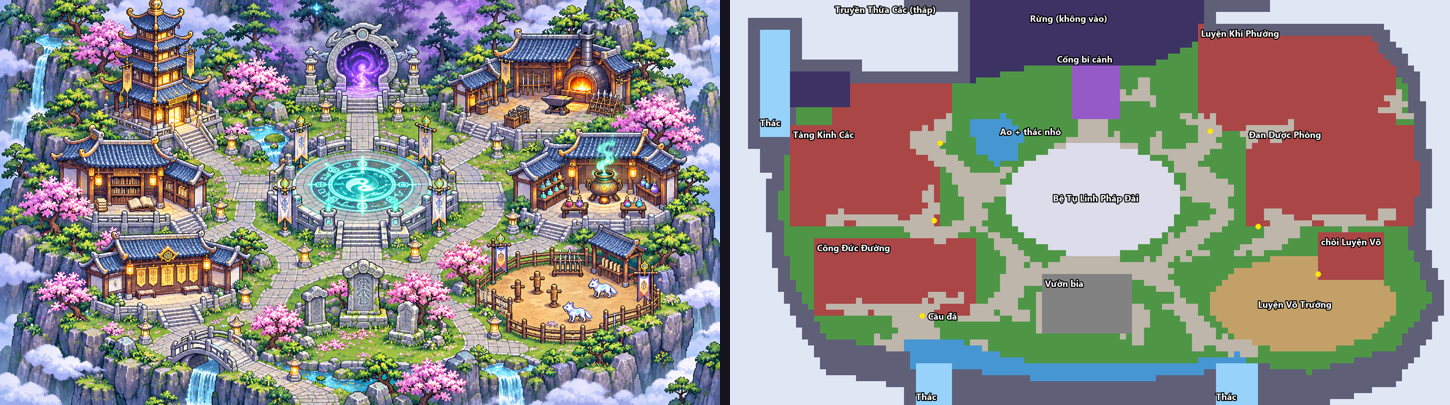 Truyền Thừa Các (tháp)
Rừng (không vào)
Luyện Khí Phường
Cổng bí cảnh
Thác
Tàng Kinh Các
Ao + thác nhỏ
Đan Dược Phòng
Bệ Tụ Linh Pháp Đài
Công Đức Đường
chòi Luyện Võ
Vườn bia
Luyện Võ Trường
Cầu đá
Thác
Thác